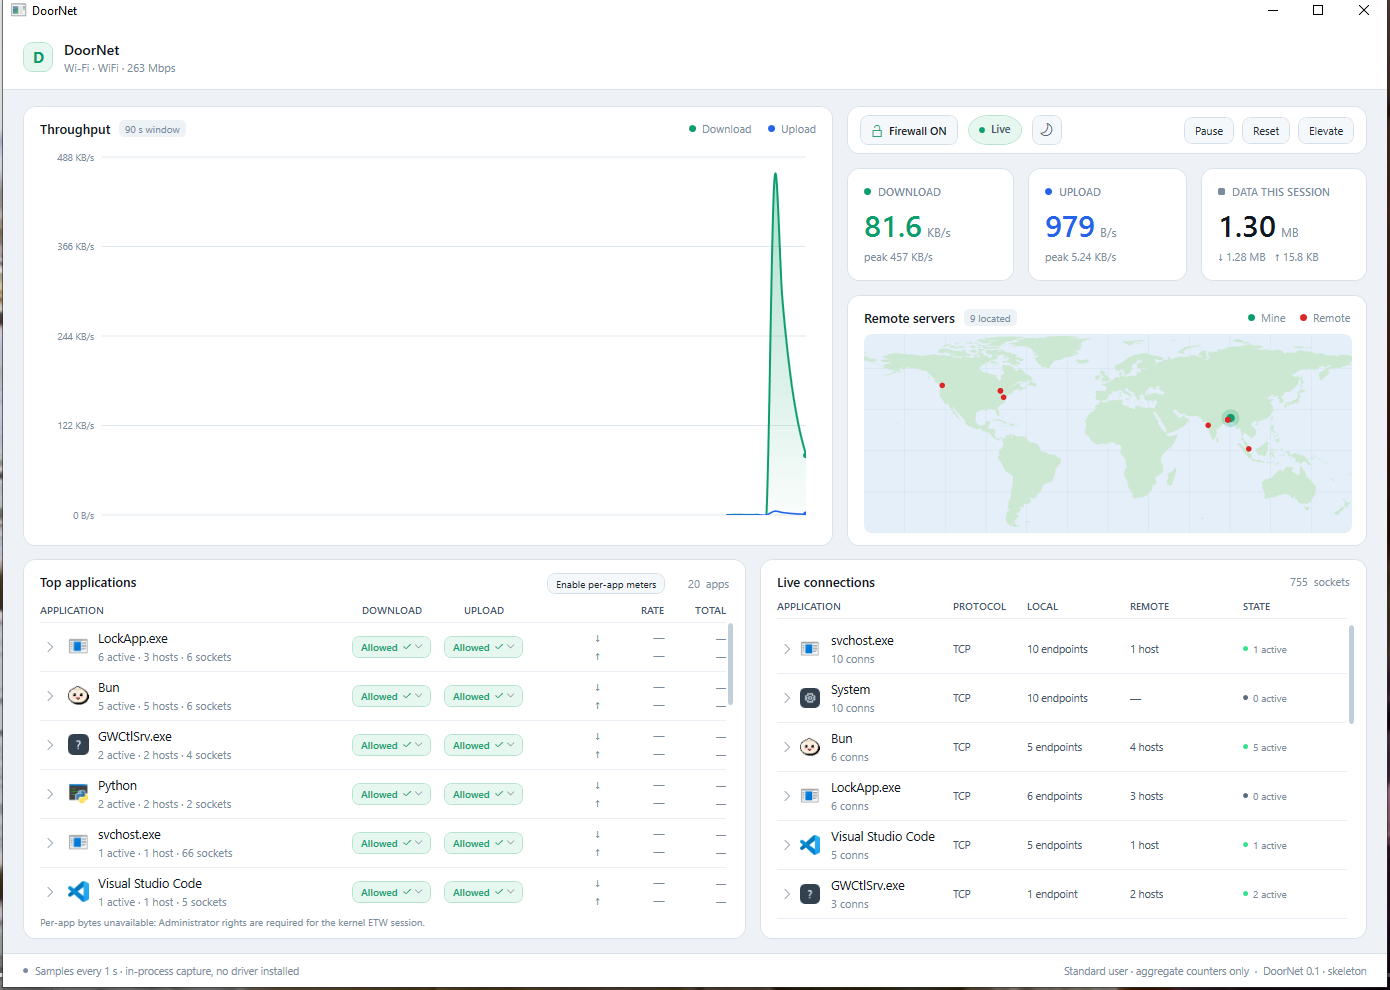 DoorNet
D
DoorNet
Wi-Fi · WiFi · 263 Mbps
Throughput 90 s window
Download Upload
488 KB/s
366 KB/s
244 KB/s
122 KB/s
0 B/s
Firewall ON Live Pause Reset Elevate
DOWNLOAD
81.6 KB/s
peak 457 KB/s
UPLOAD
979 B/s
peak 5.24 KB/s
DATA THIS SESSION
1.30 MB
↓ 1.28 MB ↑ 15.8 KB
Remote servers 9 located
Mine Remote
Top applications Enable per-app meters 20 apps
APPLICATION DOWNLOAD UPLOAD RATE TOTAL
LockApp.exe
6 active · 3 hosts · 6 sockets
Allowed ✓ Allowed ✓
↓ — —
↑ — —
Bun
5 active · 5 hosts · 6 sockets
Allowed ✓ Allowed ✓
↓ — —
↑ — —
? GWCtlSrv.exe
2 active · 2 hosts · 4 sockets
Allowed ✓ Allowed ✓
↓ — —
↑ — —
Python
2 active · 2 hosts · 2 sockets
Allowed ✓ Allowed ✓
↓ — —
↑ — —
svchost.exe
1 active · 1 host · 66 sockets
Allowed ✓ Allowed ✓
↓ — —
↑ — —
Visual Studio Code
1 active · 1 host · 5 sockets
Allowed ✓ Allowed ✓
↓ — —
↑ — —
Per-app bytes unavailable: Administrator rights are required for the kernel ETW session.
Live connections 755 sockets
APPLICATION PROTOCOL LOCAL REMOTE STATE
svchost.exe
10 conns
TCP 10 endpoints 1 host 1 active
System
10 conns
TCP 10 endpoints — 0 active
Bun
6 conns
TCP 5 endpoints 4 hosts 5 active
LockApp.exe
6 conns
TCP 6 endpoints 3 hosts 0 active
Visual Studio Code
5 conns
TCP 5 endpoints 1 host 1 active
? GWCtlSrv.exe
3 conns
TCP 1 endpoint 2 hosts 2 active
Samples every 1 s · in-process capture, no driver installed
Standard user · aggregate counters only · DoorNet 0.1 · skeleton